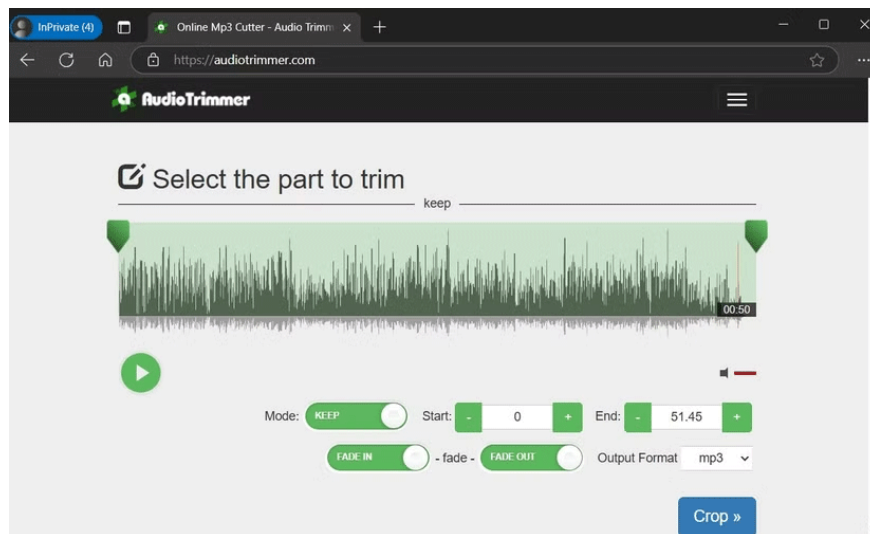 InPrivate (4)
Online Mp3 Cutter - Audio Trimm
https://audiotrimmer.com
AudioTrimmer
Select the part to trim
keep
00:50
Mode: KEEP Start: - 0 + End: - 51.45 +
FADE IN - fade - FADE OUT Output Format mp3
Crop »